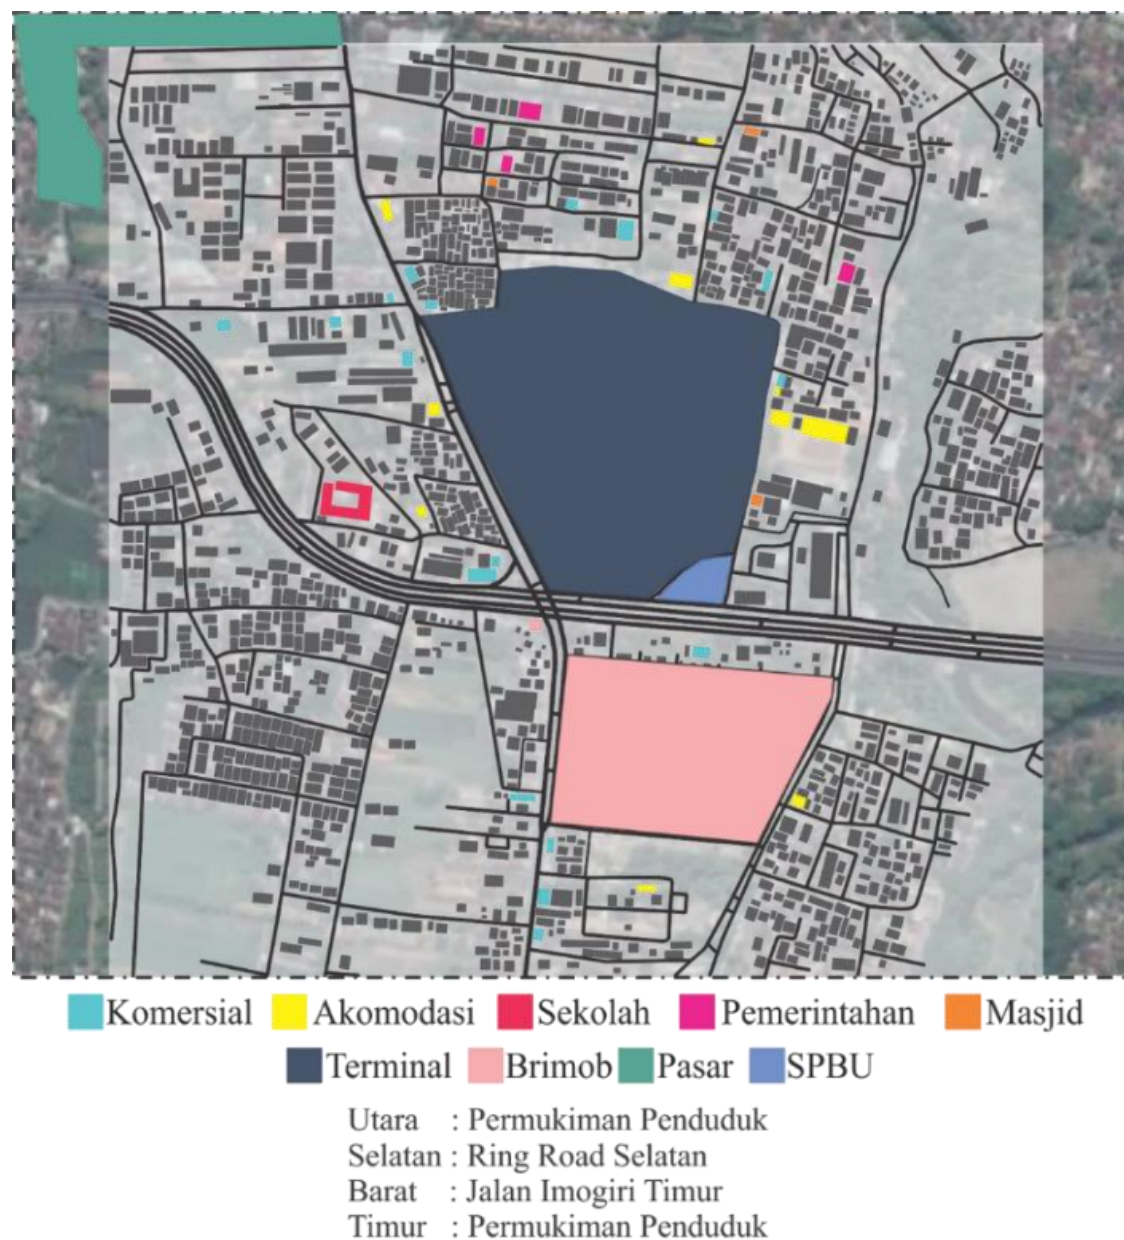 Komersial Akomodasi Sekolah Pemerintahan Masjid
Terminal Brimob Pasar SPBU
Utara : Permukiman Penduduk
Selatan : Ring Road Selatan
Barat : Jalan Imogiri Timur
Timur : Permukiman Penduduk